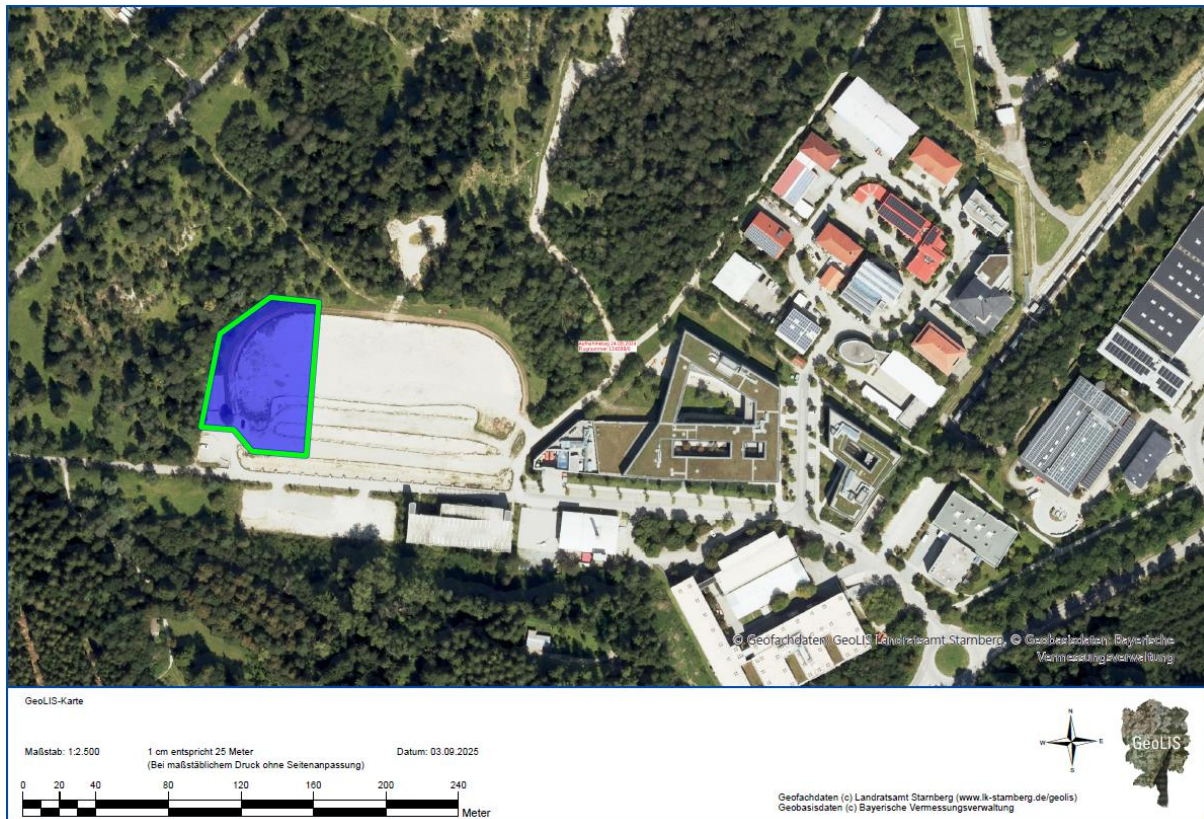 © Geofachdaten: GeoLIS Landratsamt Starnberg, © Geobasisdaten: Bayerische
Vermessungsverwaltung
GeoLIS-Karte
Maßstab: 1:2.500
1 cm entspricht 25 Meter
(Bei maßstäblichem Druck ohne Seitenanpassung)
Datum: 03.09.2025
0 20 40 80 120 160 200 240
Meter
N
W E
S
GeoLIS
Geofachdaten (c) Landratsamt Starnberg (www.lk-starnberg.de/geolis)
Geobasisdaten (c) Bayerische Vermessungsverwaltung